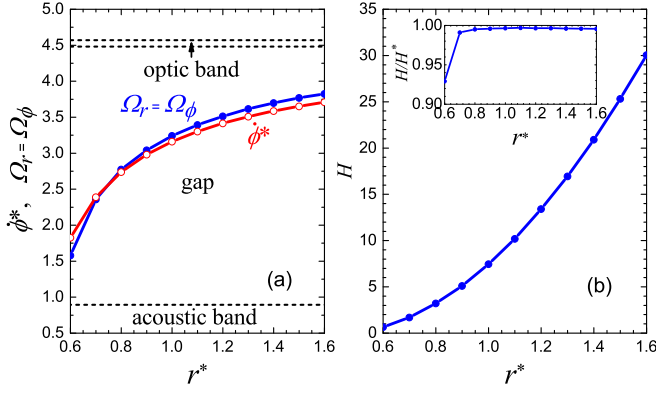 5.0
4.5
4.0
3.5
3.0
2.5
2.0
1.5
1.0
0.5
ϕ̇*, Ω_r = Ω_ϕ
optic band
Ω_r = Ω_ϕ
ϕ̇*
gap
(a)
acoustic band
0.6 0.8 1.0 1.2 1.4 1.6
r*
35
30
25
20
15
10
5
0
H
1.00
0.95
0.90
H/H*
0.6 0.8 1.0 1.2 1.4 1.6
r*
(b)
0.6 0.8 1.0 1.2 1.4 1.6
r*